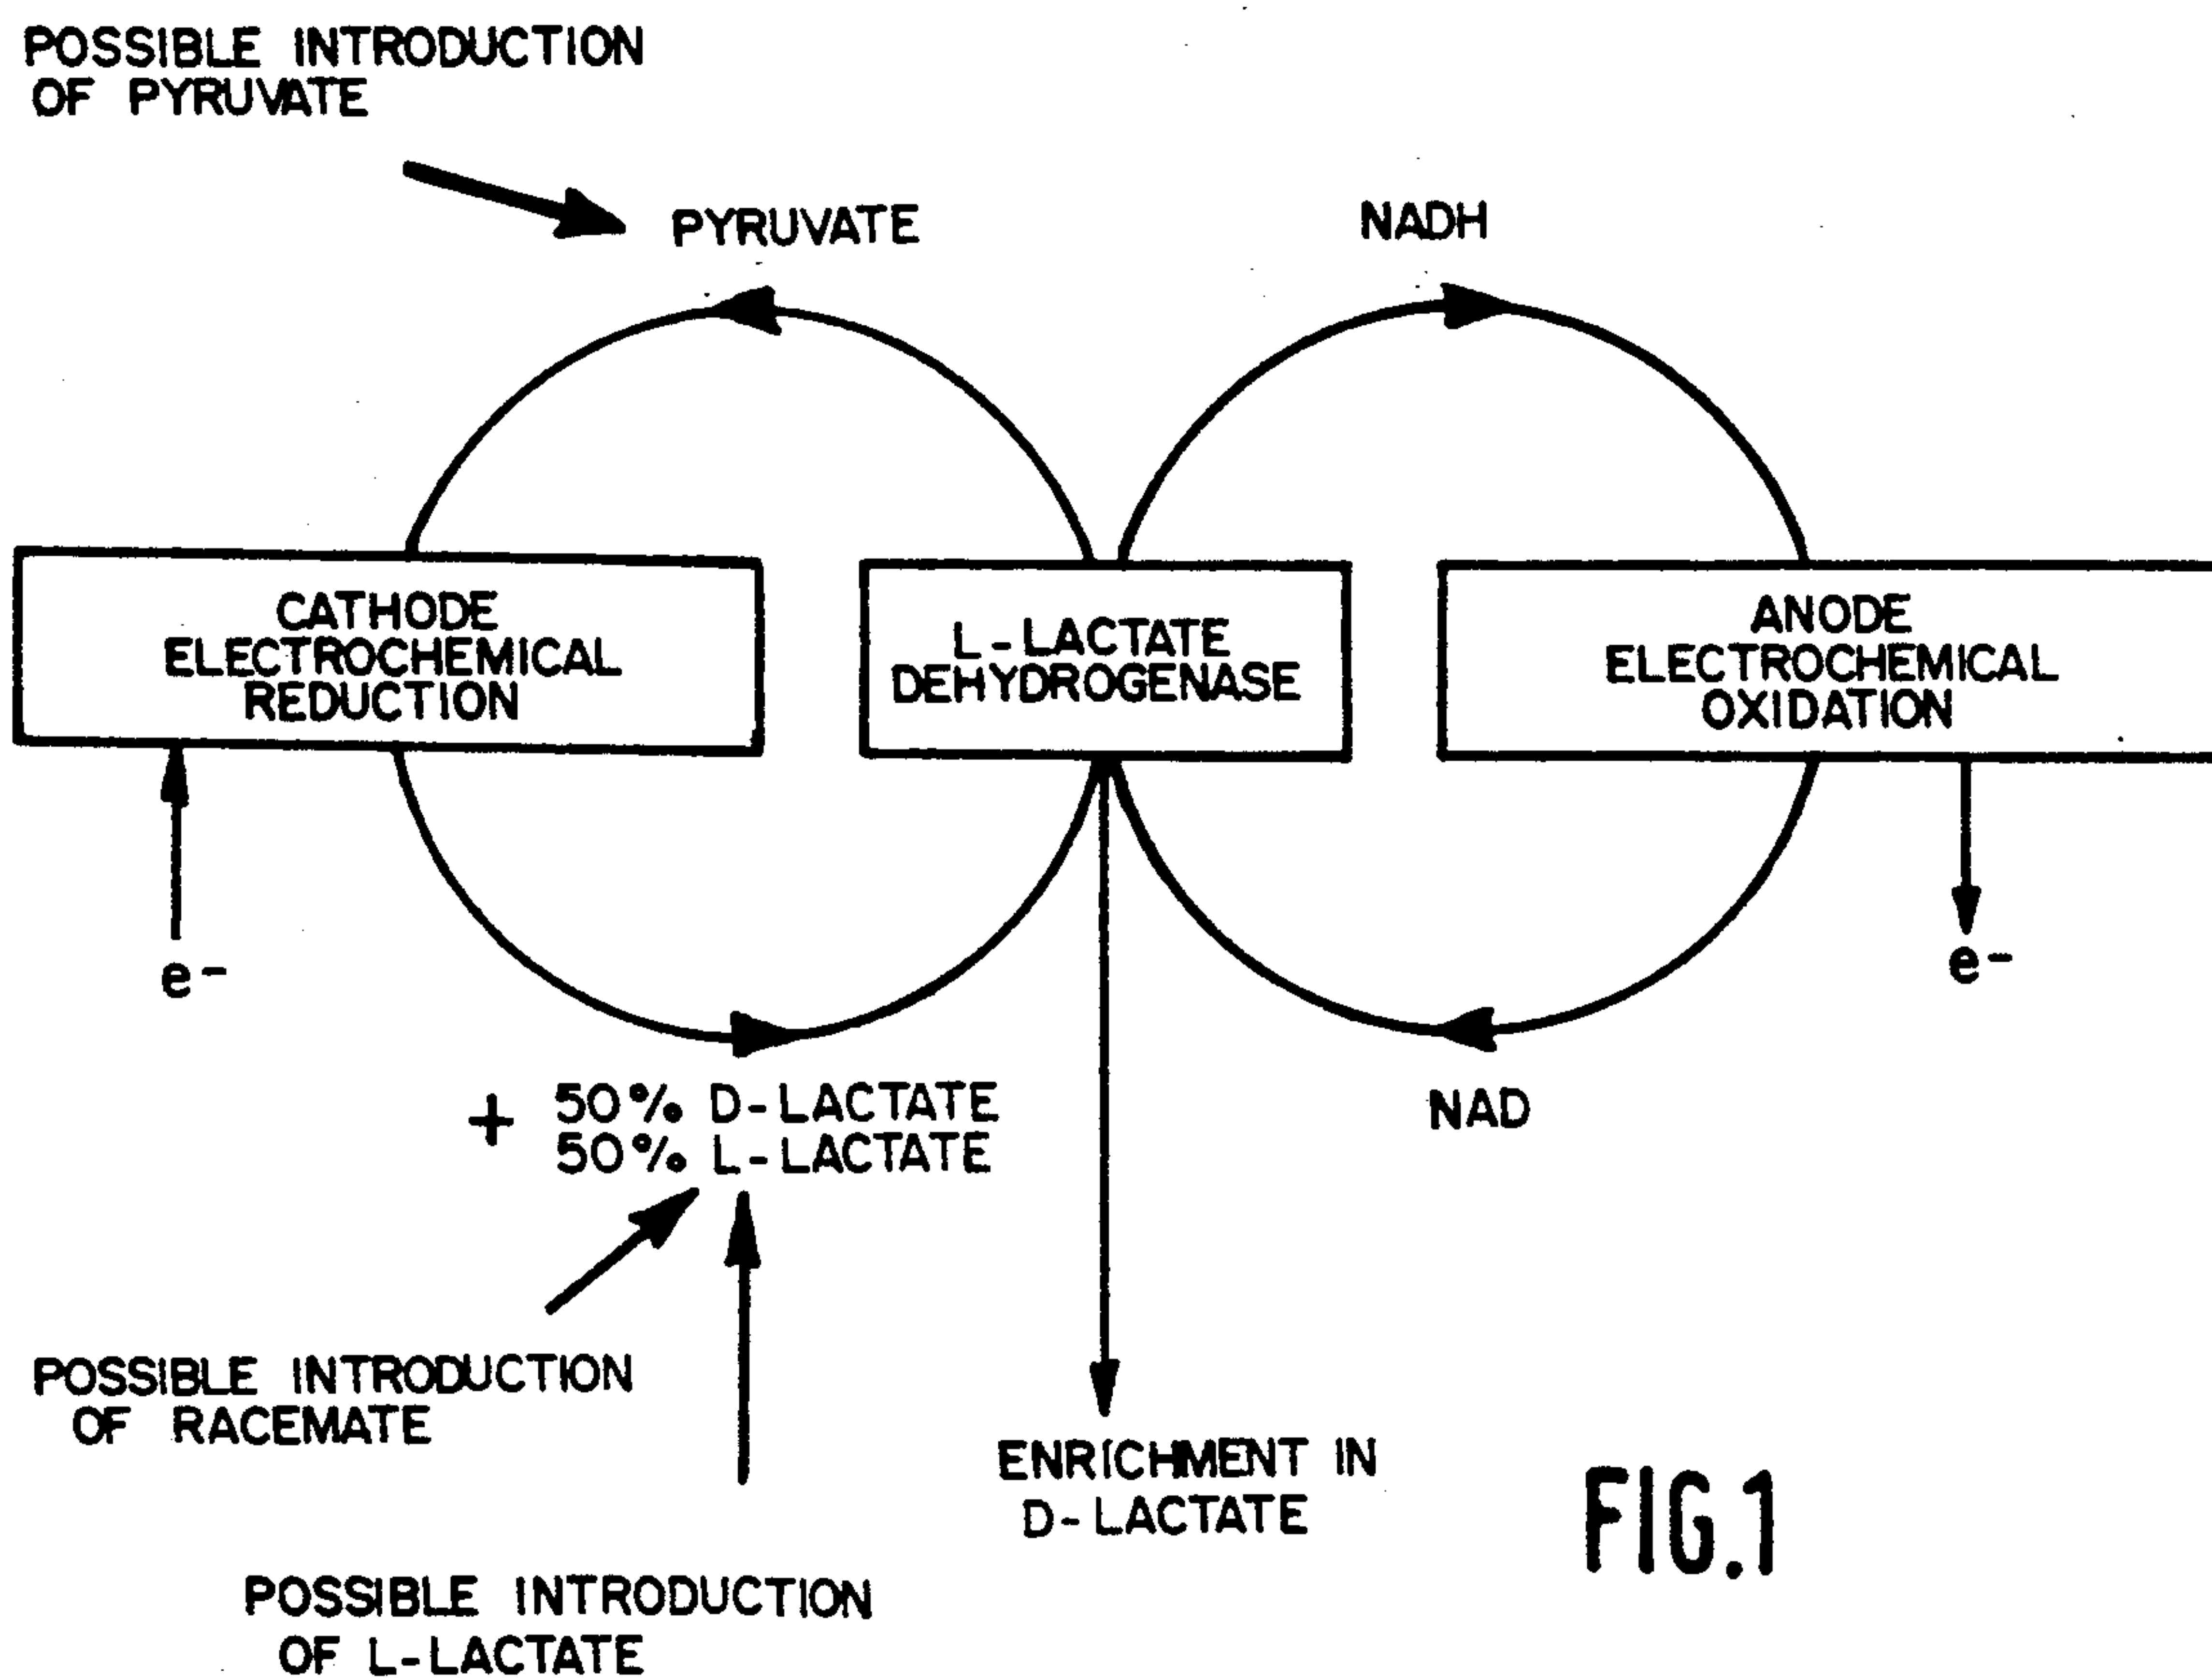 POSSIBLE INTRODUCTION
OF PYRUVATE
PYRUVATE
NADH
CATHODE
ELECTROCHEMICAL
REDUCTION
L-LACTATE
DEHYDROGENASE
ANODE
ELECTROCHEMICAL
OXIDATION
e-
e-
+ 50% D-LACTATE
50% L-LACTATE
NAD
POSSIBLE INTRODUCTION
OF RACEMATE
ENRICHMENT IN
D-LACTATE
POSSIBLE INTRODUCTION
OF L-LACTATE
FIG.1